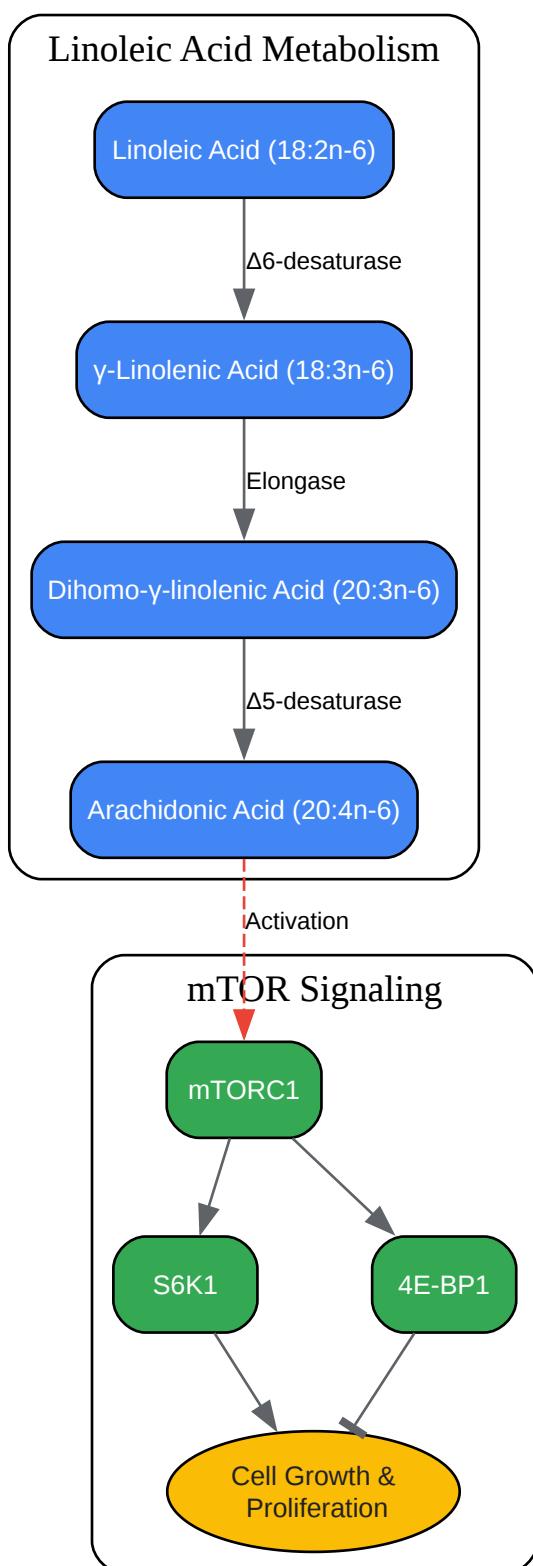 Linoleic Acid Metabolism
Linoleic Acid (18:2n-6)
Δ6-desaturase
γ-Linolenic Acid (18:3n-6)
Elongase
Dihomo-γ-linolenic Acid (20:3n-6)
Δ5-desaturase
Arachidonic Acid (20:4n-6)
Activation
mTOR Signaling
mTORC1
S6K1
4E-BP1
Cell Growth &
Proliferation